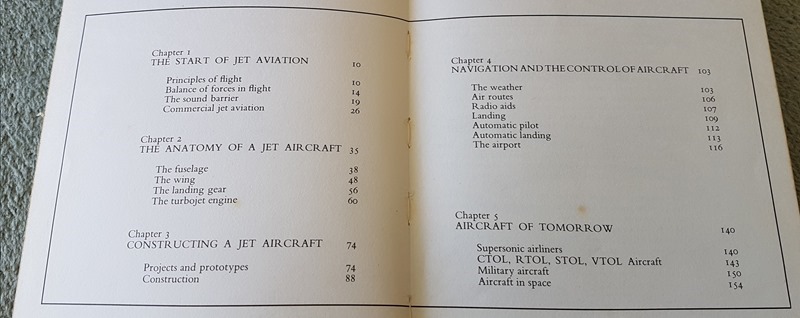 Chapter 1
THE START OF JET AVIATION 10
Principles of flight 10
Balance of forces in flight 14
The sound barrier 19
Commercial jet aviation 26
Chapter 2
THE ANATOMY OF A JET AIRCRAFT 35
The fuselage 38
The wing 48
The landing gear 56
The turbojet engine 60
Chapter 3
CONSTRUCTING A JET AIRCRAFT 74
Projects and prototypes 74
Construction 88
Chapter 4
NAVIGATION AND THE CONTROL OF AIRCRAFT 103
The weather 103
Air routes 106
Radio aids 107
Landing 109
Automatic pilot 112
Automatic landing 113
The airport 116
Chapter 5
AIRCRAFT OF TOMORROW 140
Supersonic airliners 140
CTOL, RTOL, STOL, VTOL Aircraft 143
Military aircraft 150
Aircraft in space 154